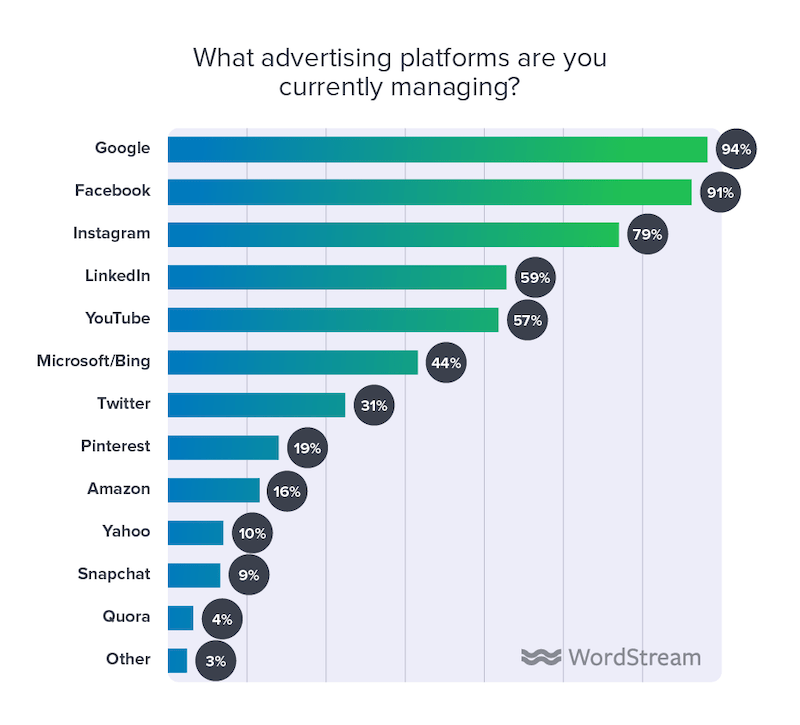 What advertising platforms are you
currently managing?
Google 94%
Facebook 91%
Instagram 79%
LinkedIn 59%
YouTube 57%
Microsoft/Bing 44%
Twitter 31%
Pinterest 19%
Amazon 16%
Yahoo 10%
Snapchat 9%
Quora 4%
Other 3%
WordStream